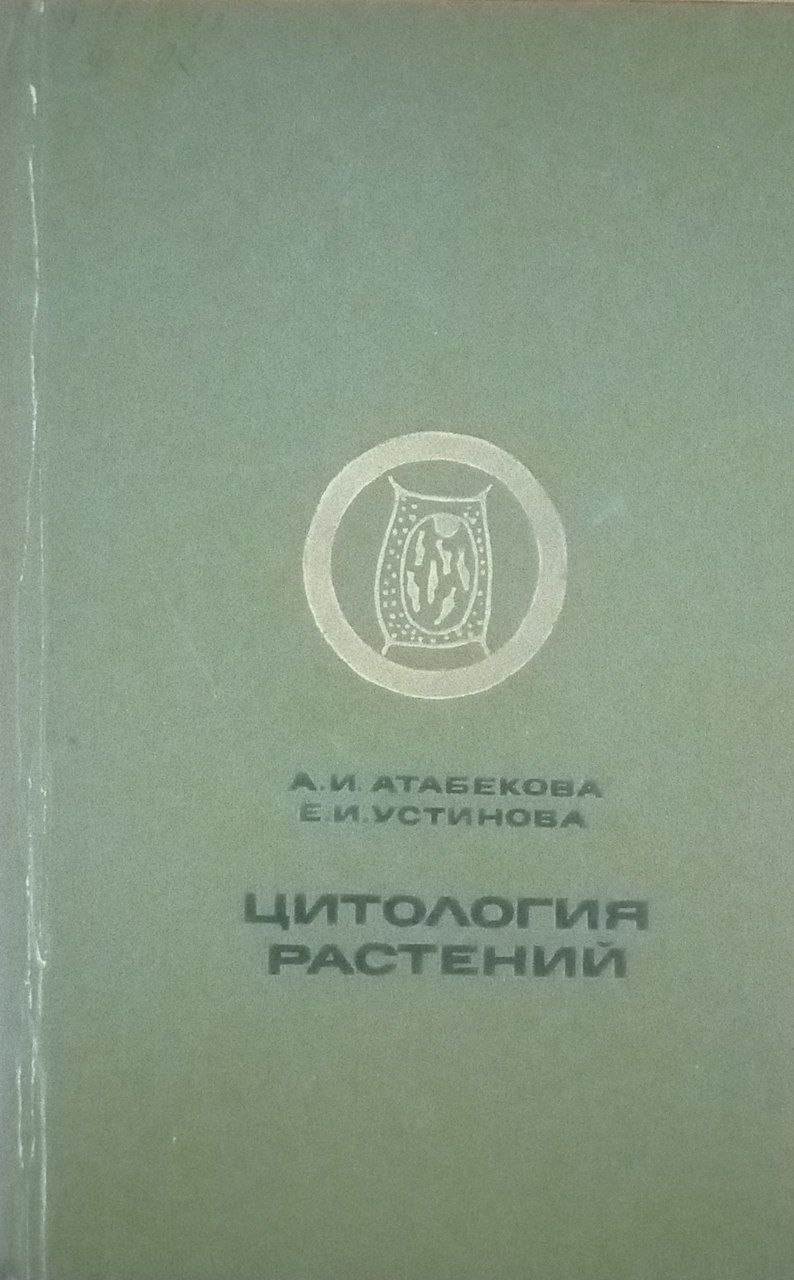 А.И. АТАБЕКОВА
Е.И. УСТИНОВА
ЦИТОЛОГИЯ
РАСТЕНИЙ